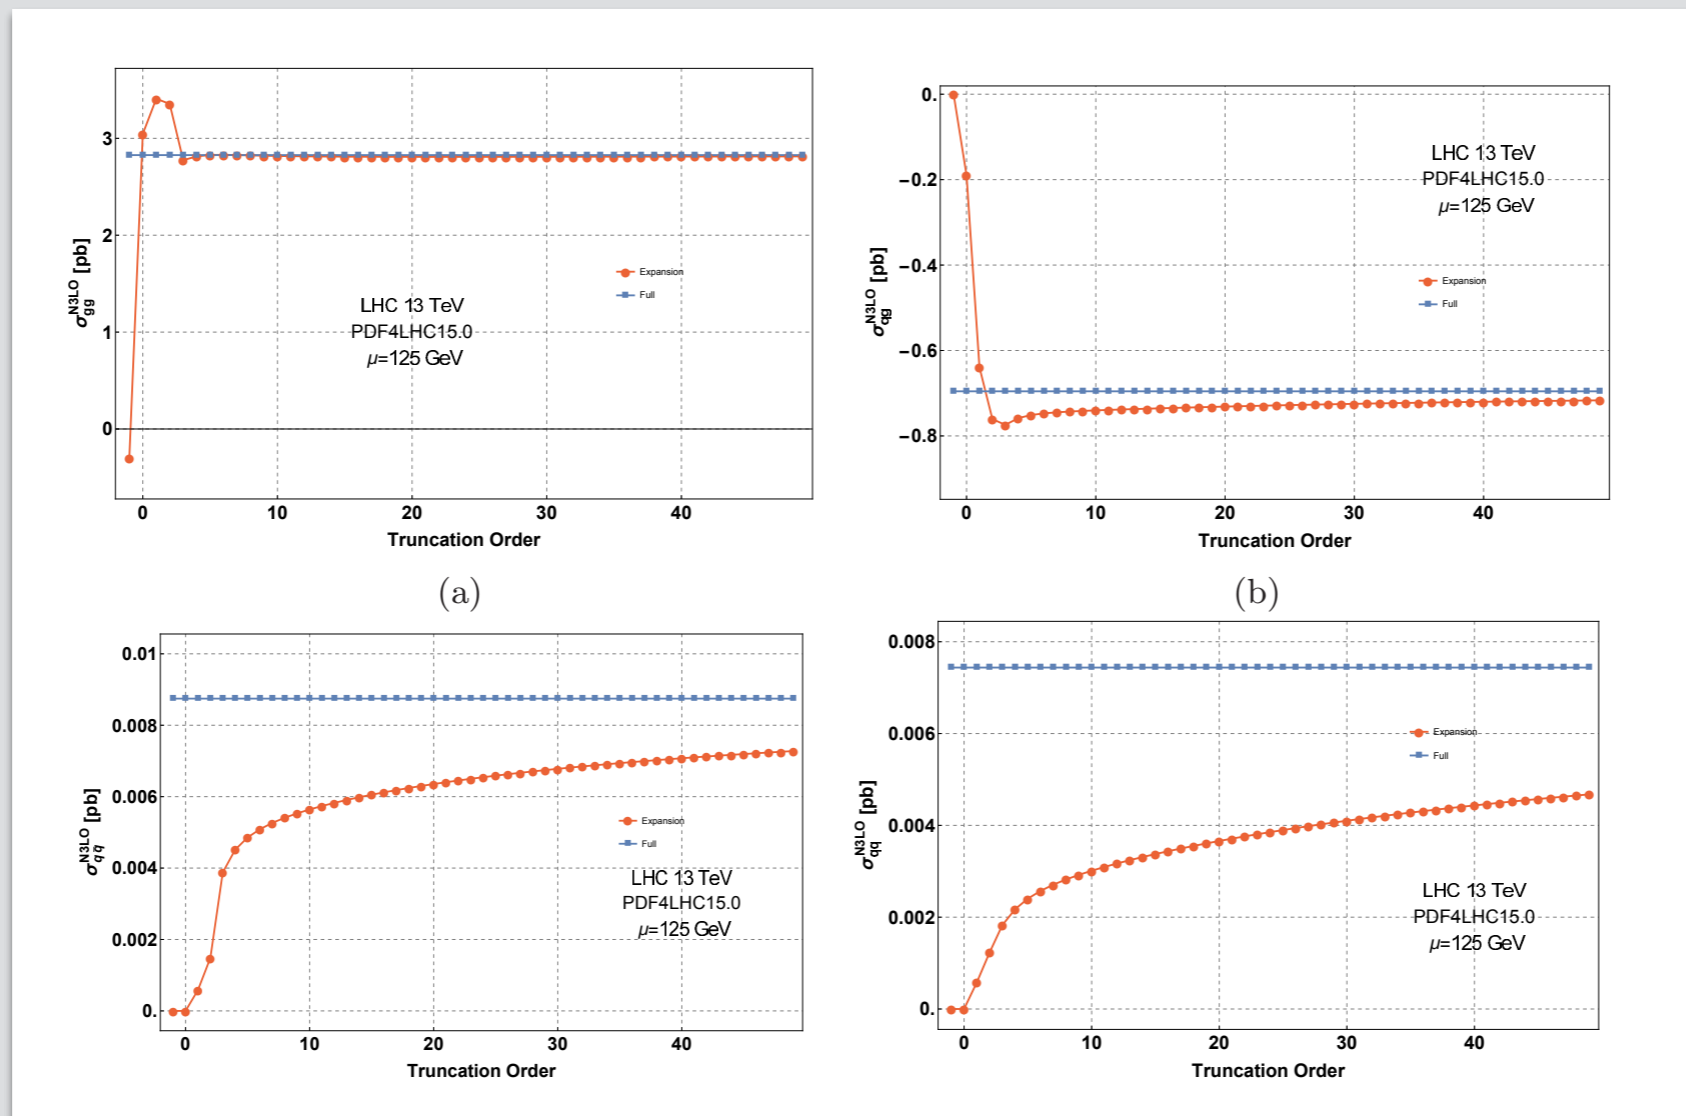 3
2
1
0
0 10 20 30 40
σ_gg^N3LO [pb]
Expansion
Full
LHC 13 TeV
PDF4LHC15.0
μ=125 GeV
Truncation Order
(a)
0.
−0.2
−0.4
−0.6
−0.8
0 10 20 30 40
σ_qg^N3LO [pb]
LHC 13 TeV
PDF4LHC15.0
μ=125 GeV
Expansion
Full
Truncation Order
(b)
0.01
0.008
0.006
0.004
0.002
0.
0 10 20 30 40
σ_qq̄^N3LO [pb]
Expansion
Full
LHC 13 TeV
PDF4LHC15.0
μ=125 GeV
Truncation Order
0.008
0.006
0.004
0.002
0.
0 10 20 30 40
σ_qq^N3LO [pb]
Expansion
Full
LHC 13 TeV
PDF4LHC15.0
μ=125 GeV
Truncation Order